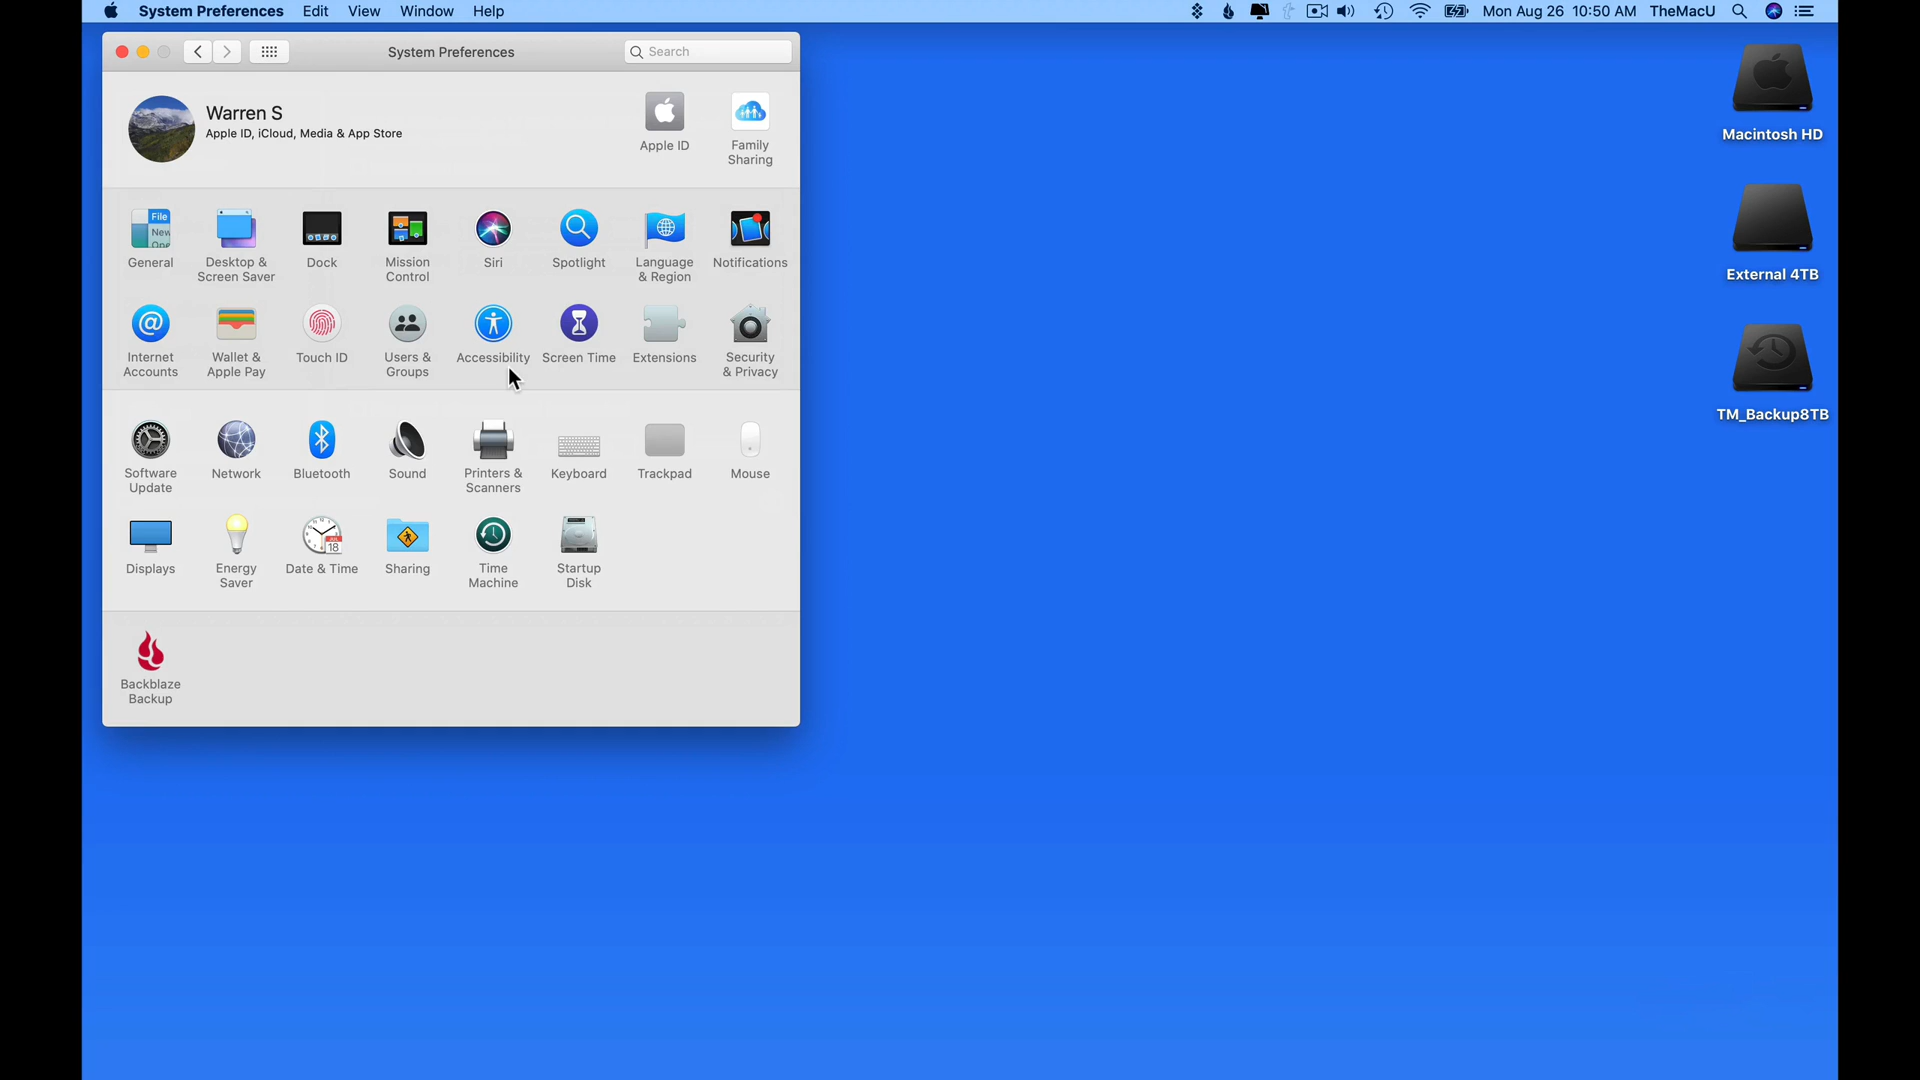 System Preferences Edit View Window Help Mon Aug 26 10:50 AM TheMacU
System Preferences
Search
Warren S
Apple ID, iCloud, Media & App Store
Apple ID
Family
Sharing
File
New
Ope
General
Desktop &
Screen Saver
Dock
Mission
Control
Siri
Spotlight
Language
& Region
Notifications
Internet
Accounts
Wallet &
Apple Pay
Touch ID
Users &
Groups
Accessibility
Screen Time
Extensions
Security
& Privacy
Software
Update
Network
Bluetooth
Sound
Printers &
Scanners
Keyboard
Trackpad
Mouse
Displays
Energy
Saver
18
Date & Time
Sharing
Time
Machine
Startup
Disk
Backblaze
Backup
Macintosh HD
External 4TB
TM_Backup8TB